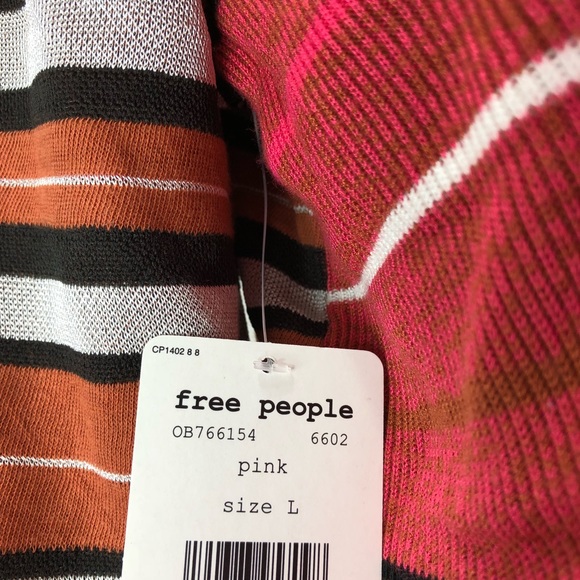 CP1402 8 8
free people
OB766154 6602
pink
size L